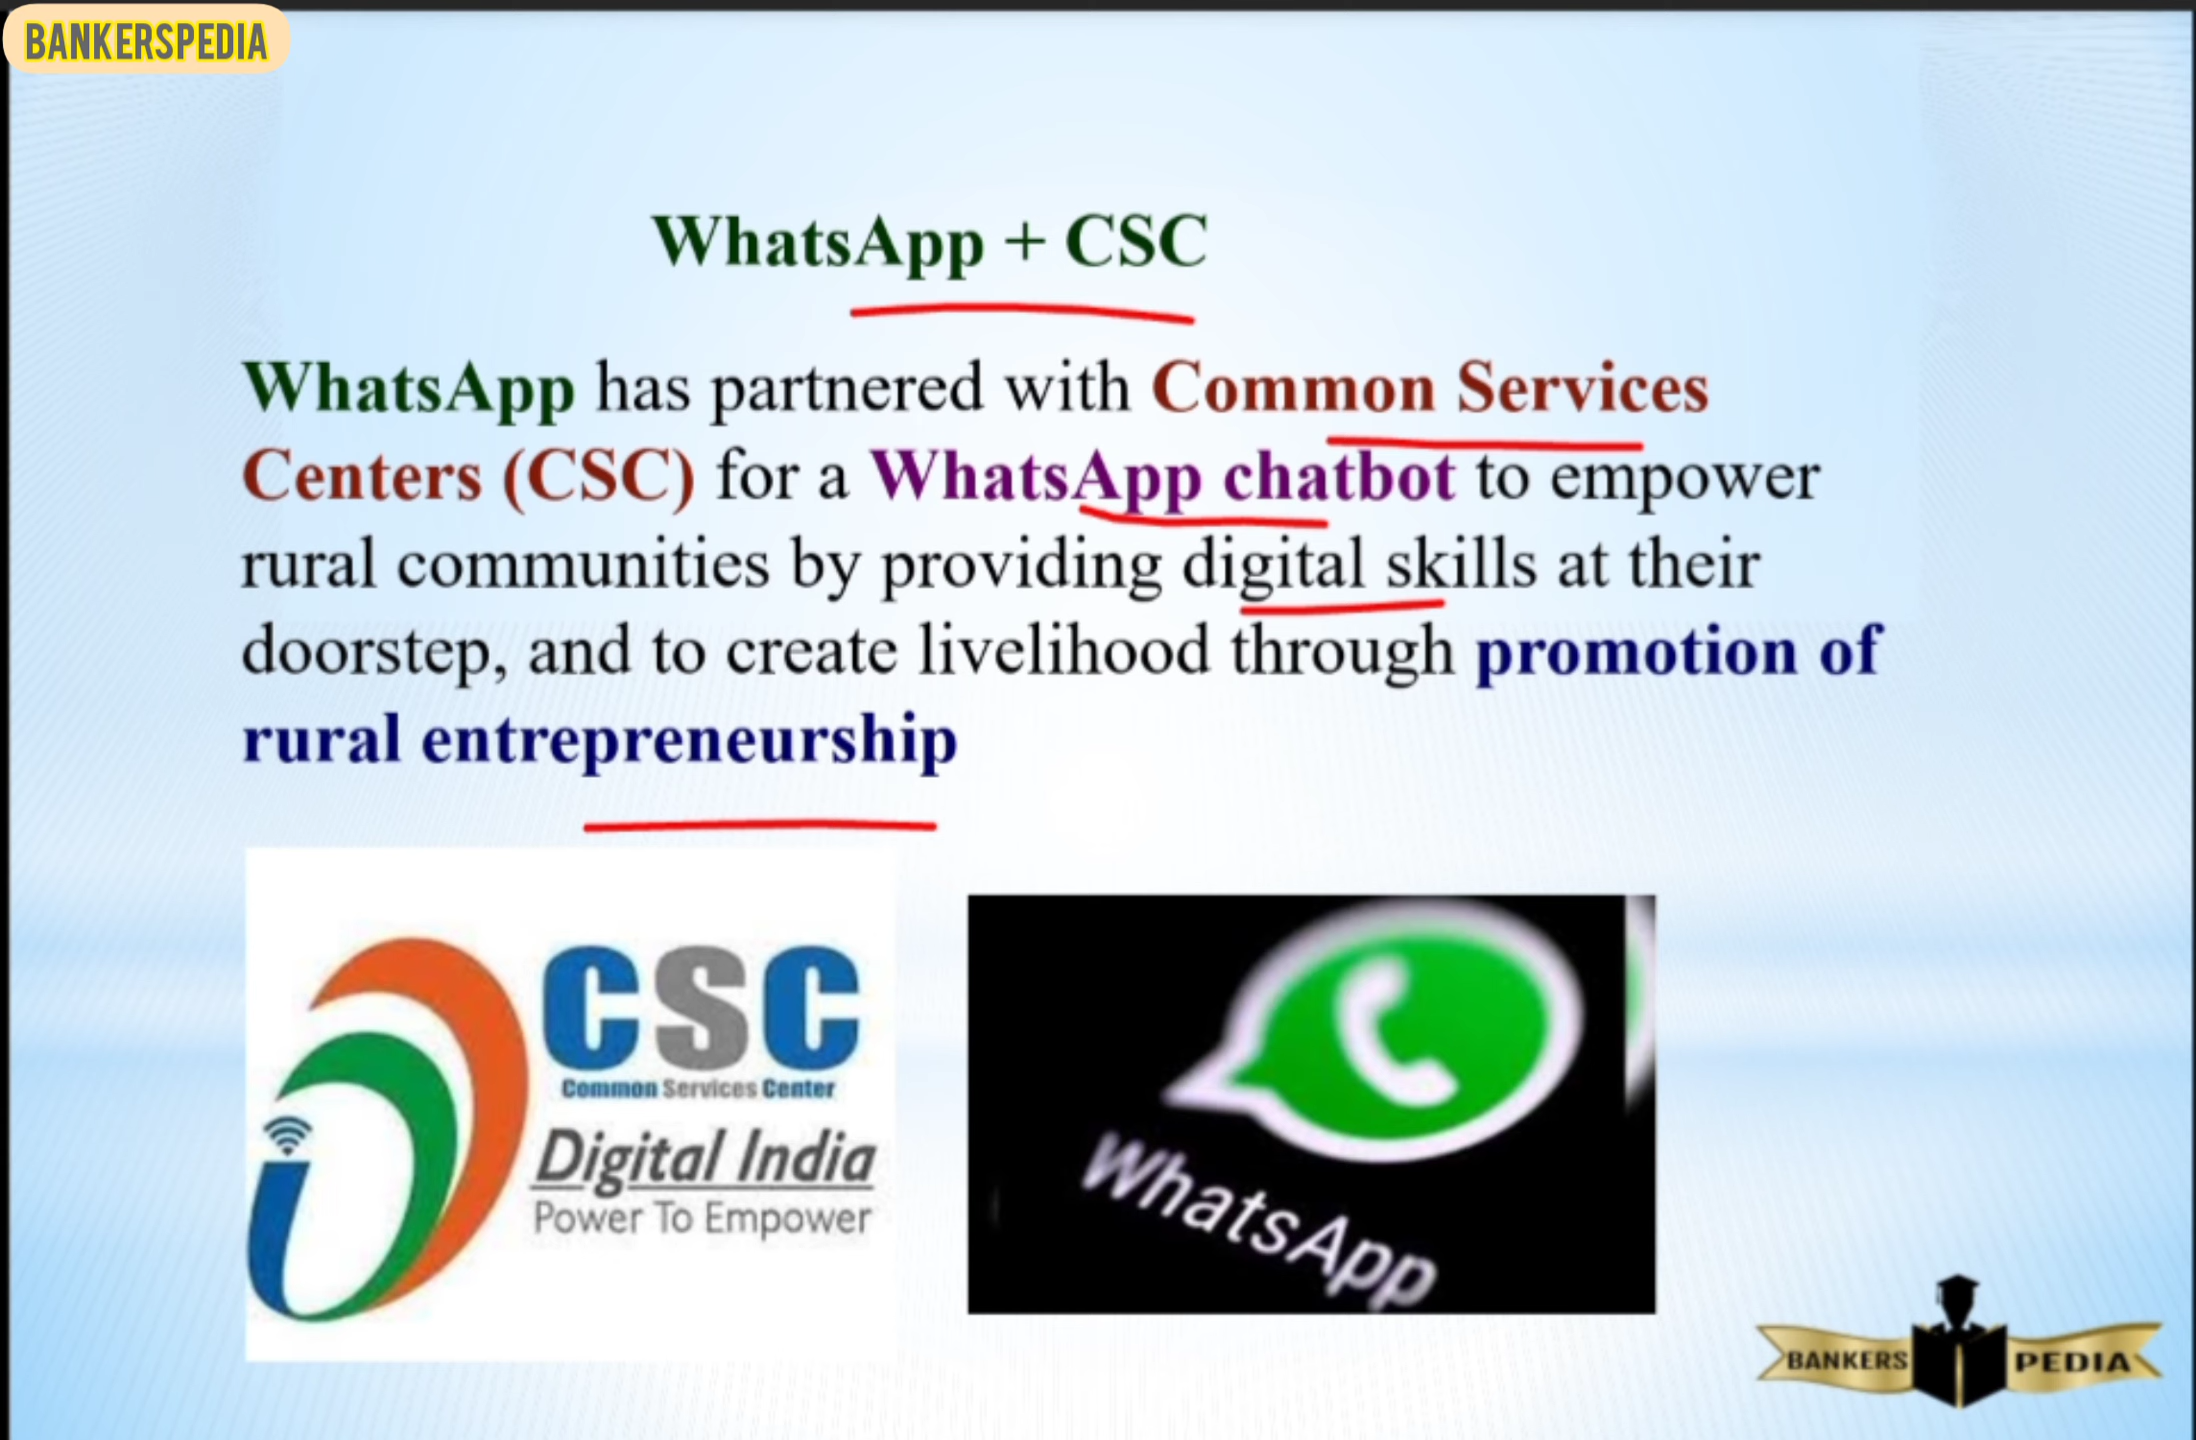 BANKERSPEDIA
WhatsApp + CSC
WhatsApp has partnered with Common Services
Centers (CSC) for a WhatsApp chatbot to empower
rural communities by providing digital skills at their
doorstep, and to create livelihood through promotion of
rural entrepreneurship
CSC
Common Services Center
Digital India
Power To Empower
WhatsApp
BANKERS PEDIA